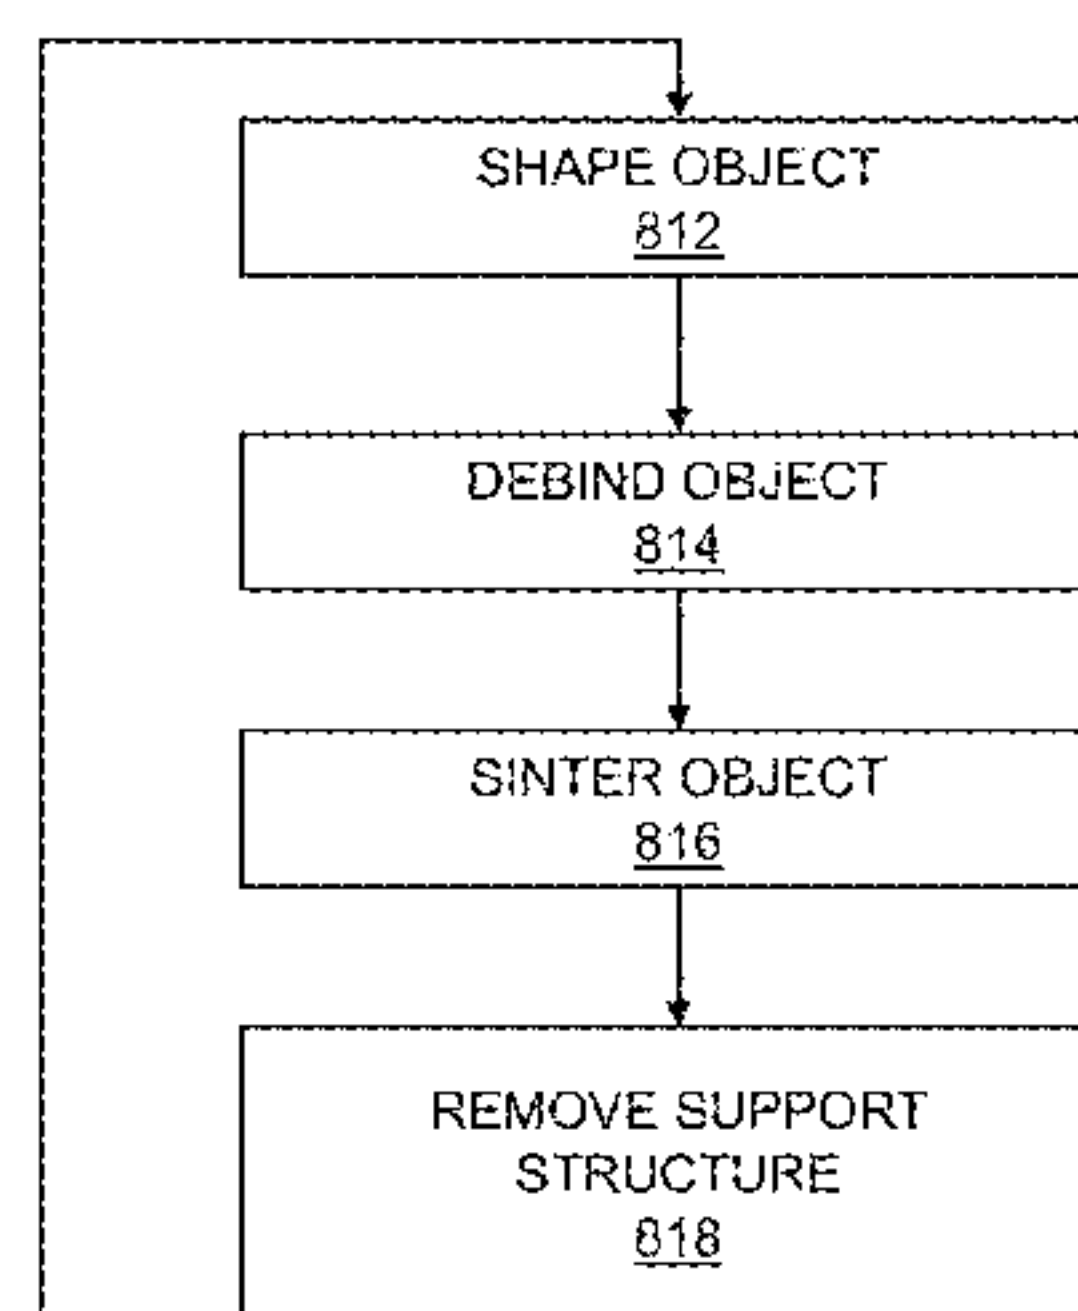 SHAPE OBJECT
812
DEBIND OBJECT
814
SINTER OBJECT
816
REMOVE SUPPORT
STRUCTURE
818